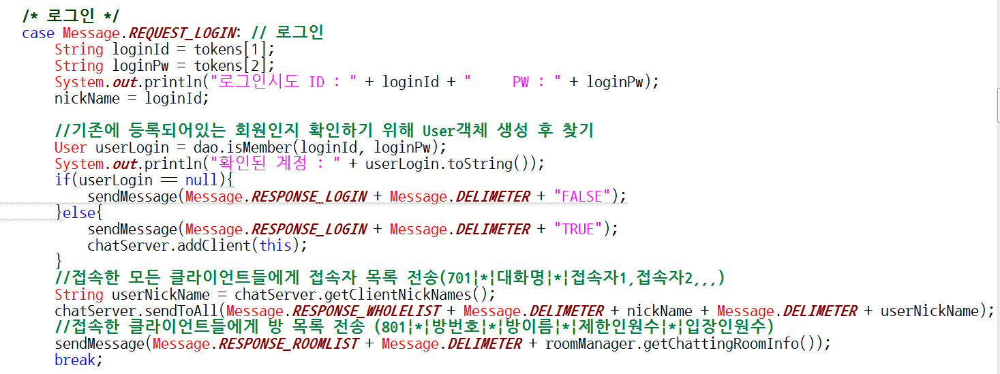 /* 로그인 */
case Message.REQUEST_LOGIN: // 로그인
String loginId = tokens[1];
String loginPw = tokens[2];
System.out.println("로그인시도 ID : " + loginId + "     PW : " + loginPw);
nickName = loginId;
//기존에 등록되어있는 회원인지 확인하기 위해 User객체 생성 후 찾기
User userLogin = dao.isMember(loginId, loginPw);
System.out.println("확인된 계정 : " + userLogin.toString());
if(userLogin == null){
sendMessage(Message.RESPONSE_LOGIN + Message.DELIMETER + "FALSE");
}else{
sendMessage(Message.RESPONSE_LOGIN + Message.DELIMETER + "TRUE");
chatServer.addClient(this);
}
//접속한 모든 클라이언트들에게 접속자 목록 전송(701¦*¦대화명¦*¦접속자1,접속자2,,,)
String userNickName = chatServer.getClientNickNames();
chatServer.sendToAll(Message.RESPONSE_WHOLELIST + Message.DELIMETER + nickName + Message.DELIMETER + userNickName);
//접속한 클라이언트들에게 방 목록 전송 (801¦*¦방번호¦*¦방이름¦*¦제한인원수¦*¦입장인원수)
sendMessage(Message.RESPONSE_ROOMLIST + Message.DELIMETER + roomManager.getChattingRoomInfo());
break;